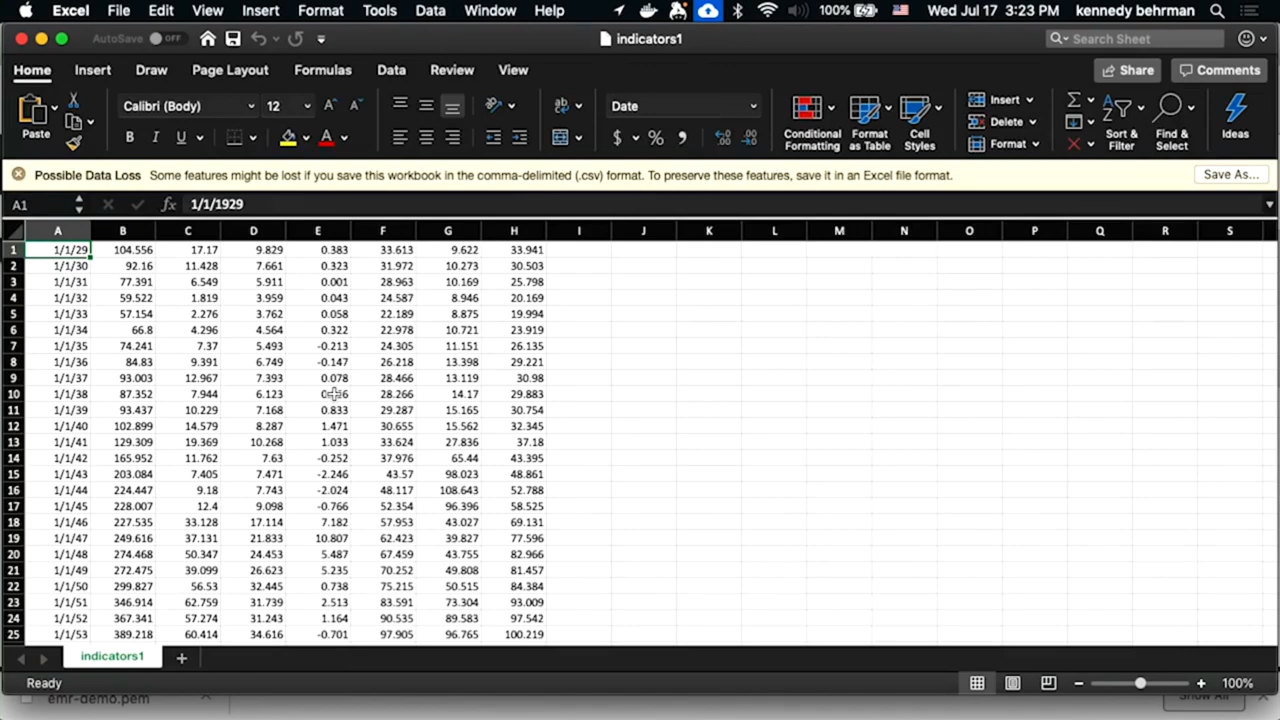 Excel File Edit View Insert Format Tools Data Window Help 100% Wed Jul 17 3:23 PM kennedy behrman
AutoSave OFF indicators1 Search Sheet
Home Insert Draw Page Layout Formulas Data Review View Share Comments
Paste Calibri (Body) 12 A A ab Date Conditional Formatting Format as Table Cell Styles Insert Delete Format Sort & Filter Find & Select Ideas
B I U A $ % 
Possible Data Loss Some features might be lost if you save this workbook in the comma-delimited (.csv) format. To preserve these features, save it in an Excel file format. Save As...
A1 fx 1/1/1929
A B C D E F G H I J K L M N O P Q R S
1 1/1/29 104.556 17.17 9.829 0.383 33.613 9.622 33.941
2 1/1/30 92.16 11.428 7.661 0.323 31.972 10.273 30.503
3 1/1/31 77.391 6.549 5.911 0.001 28.963 10.169 25.798
4 1/1/32 59.522 1.819 3.959 0.043 24.587 8.946 20.169
5 1/1/33 57.154 2.276 3.762 0.058 22.189 8.875 19.994
6 1/1/34 66.8 4.296 4.564 0.322 22.978 10.721 23.919
7 1/1/35 74.241 7.37 5.493 -0.213 24.305 11.151 26.135
8 1/1/36 84.83 9.391 6.749 -0.147 26.218 13.398 29.221
9 1/1/37 93.003 12.967 7.393 0.078 28.466 13.119 30.98
10 1/1/38 87.352 7.944 6.123 28.266 14.17 29.883
11 1/1/39 93.437 10.229 7.168 0.833 29.287 15.165 30.754
12 1/1/40 102.899 14.579 8.287 1.471 30.655 15.562 32.345
13 1/1/41 129.309 19.369 10.268 1.033 33.624 27.836 37.18
14 1/1/42 165.952 11.762 7.63 -0.252 37.976 65.44 43.395
15 1/1/43 203.084 7.405 7.471 -2.246 43.57 98.023 48.861
16 1/1/44 224.447 9.18 7.743 -2.024 48.117 108.643 52.788
17 1/1/45 228.007 12.4 9.098 -0.766 52.354 96.396 58.525
18 1/1/46 227.535 33.128 17.114 7.182 57.953 43.027 69.131
19 1/1/47 249.616 37.131 21.833 10.807 62.423 39.827 77.596
20 1/1/48 274.468 50.347 24.453 5.487 67.459 43.755 82.966
21 1/1/49 272.475 39.099 26.623 5.235 70.252 49.808 81.457
22 1/1/50 299.827 56.53 32.445 0.738 75.215 50.515 84.384
23 1/1/51 346.914 62.759 31.739 2.513 83.591 73.304 93.009
24 1/1/52 367.341 57.274 31.243 1.164 90.535 89.583 97.542
25 1/1/53 389.218 60.414 34.616 -0.701 97.905 96.765 100.219
indicators1
Ready 100%
emr-demo.pem Show All